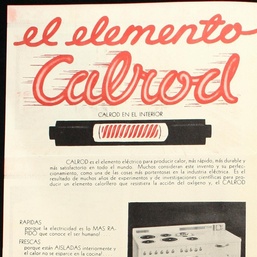 el elemento
Calrod
CALROD EN EL INTERIOR
CALROD es el elemento eléctrico para producir calor, más rápido, más durable y
más satisfactorio en todo el mundo. Muchos consideran este invento y su perfec-
cionamiento, como una de las cosas más portentosas en la industria eléctrica. Es el
resultado de muchos años de experimentos y de investigaciones científicas para pro-
ducir un elemento calorífero que resistiera la acción del oxígeno y, el CALROD
RAPIDAS
porque la electricidad es la MAS RA-
PIDO que conoce el ser humano!
FRESCAS
porque están AISLADAS interiormente y
el calor no se esparce en la cocina!